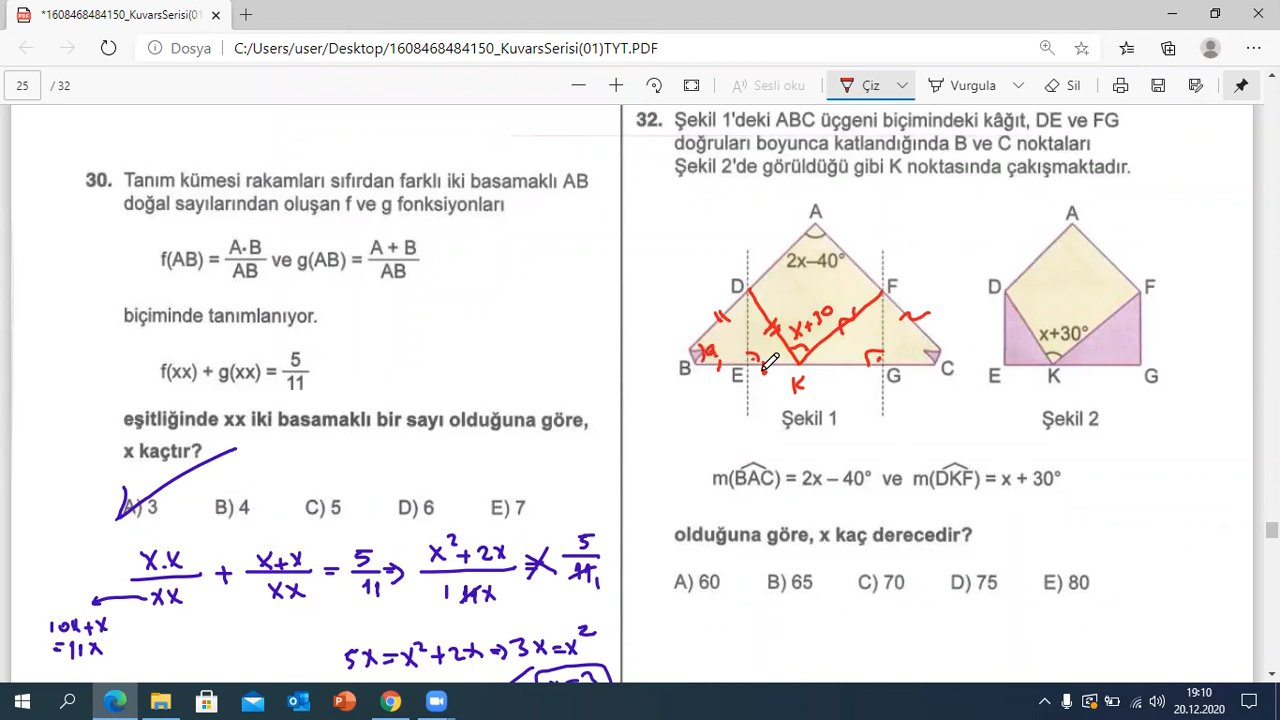 *1608468484150_KuvarsSerisi(01)
Dosya
C:/Users/user/Desktop/1608468484150_KuvarsSerisi(01)TYT.PDF
25 / 32
Sesli oku
Çiz
Vurgula
Sil
30. Tanım kümesi rakamları sıfırdan farklı iki basamaklı AB
doğal sayılarından oluşan f ve g fonksiyonları
f(AB) = A·B/AB ve g(AB) = A + B/AB
biçiminde tanımlanıyor.
f(xx) + g(xx) = 5/11
eşitliğinde xx iki basamaklı bir sayı olduğuna göre,
x kaçtır?
A) 3 B) 4 C) 5 D) 6 E) 7
x.x/xx + x+x/xx = 5/11 ⇒ x²+2x/11x = 5/11
10x+x
=11x
5x=x²+2x⇒3x=x²
32. Şekil 1'deki ABC üçgeni biçimindeki kâğıt, DE ve FG
doğruları boyunca katlandığında B ve C noktaları
Şekil 2'de görüldüğü gibi K noktasında çakışmaktadır.
A
2x–40°
D
F
x+30
B
E
K
G
C
Şekil 1
A
D
F
x+30°
E
K
G
Şekil 2
m(BAC) = 2x – 40° ve m(DKF) = x + 30°
olduğuna göre, x kaç derecedir?
A) 60 B) 65 C) 70 D) 75 E) 80
19:10
20.12.2020